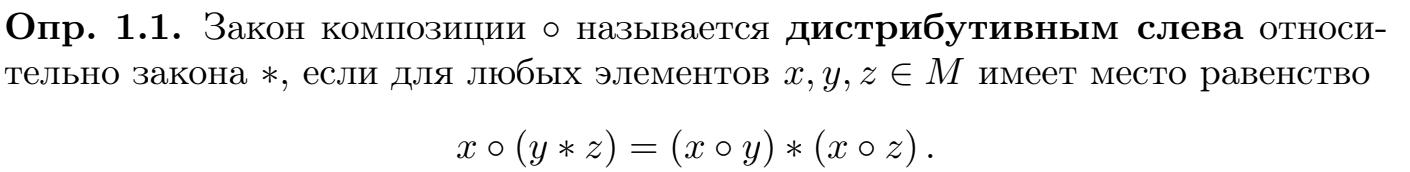 Опр. 1.1. Закон композиции ∘ называется дистрибутивным слева относи-
тельно закона ∗, если для любых элементов x, y, z ∈ M имеет место равенство
x ∘ (y ∗ z) = (x ∘ y) ∗ (x ∘ z) .